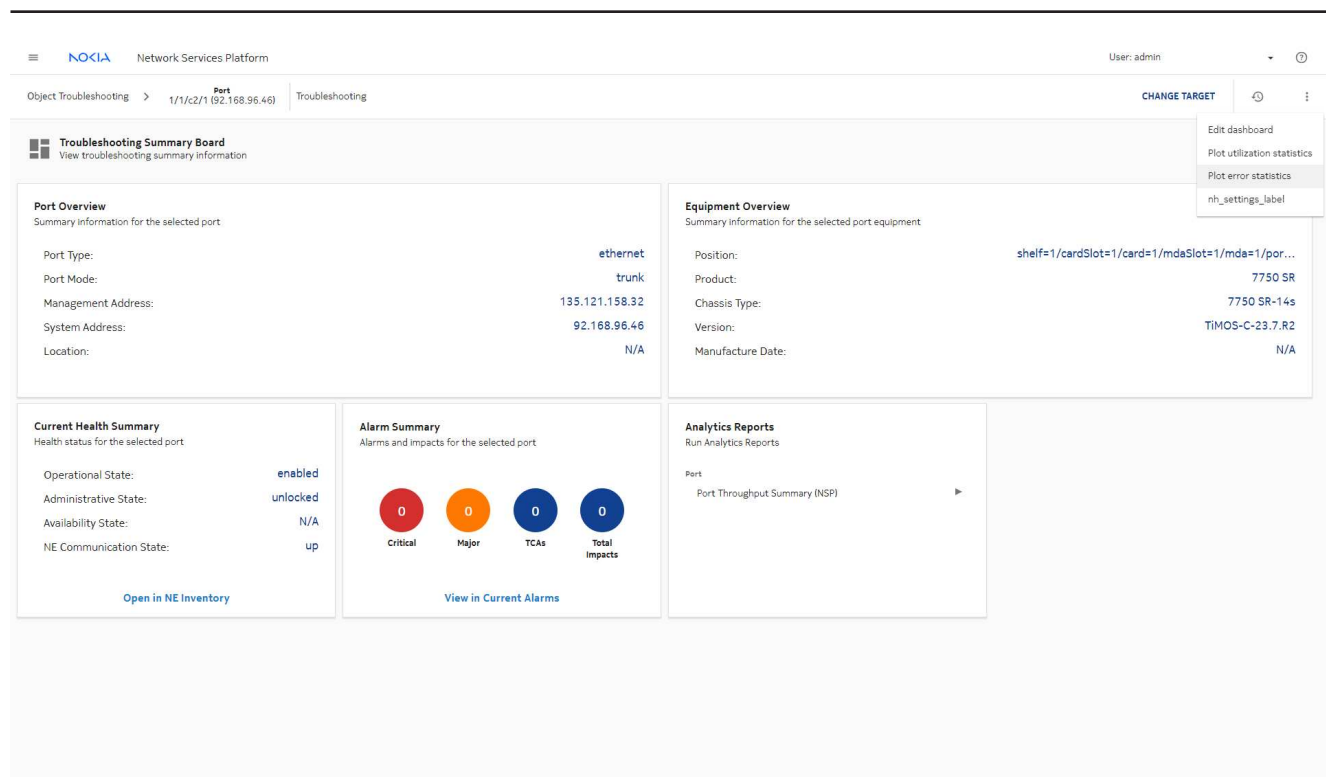 NOKIA Network Services Platform User: admin
Object Troubleshooting > Port 1/1/c2/1 (92.168.96.46) Troubleshooting CHANGE TARGET
Edit dashboard
Plot utilization statistics
Plot error statistics
nh_settings_label
Troubleshooting Summary Board
View troubleshooting summary information
Port Overview
Summary information for the selected port
Port Type: ethernet
Port Mode: trunk
Management Address: 135.121.158.32
System Address: 92.168.96.46
Location: N/A
Equipment Overview
Summary information for the selected port equipment
Position: shelf=1/cardSlot=1/card=1/mdaSlot=1/mda=1/por...
Product: 7750 SR
Chassis Type: 7750 SR-14s
Version: TiMOS-C-23.7.R2
Manufacture Date: N/A
Current Health Summary
Health status for the selected port
Operational State: enabled
Administrative State: unlocked
Availability State: N/A
NE Communication State: up
Open in NE Inventory
Alarm Summary
Alarms and impacts for the selected port
0 0 0 0
Critical Major TCAs Total Impacts
View in Current Alarms
Analytics Reports
Run Analytics Reports
Port
Port Throughput Summary (NSP)